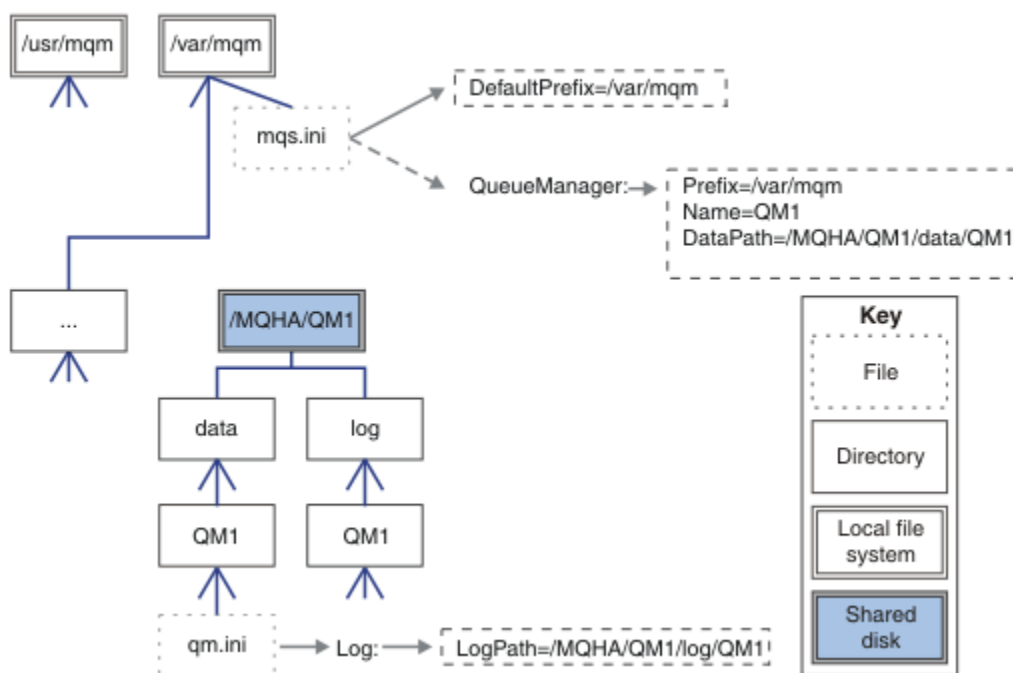 /usr/mqm
/var/mqm
DefaultPrefix=/var/mqm
mqs.ini
QueueManager:
Prefix=/var/mqm
Name=QM1
DataPath=/MQHA/QM1/data/QM1
...
/MQHA/QM1
Key
File
data
log
Directory
QM1
QM1
Local file
system
qm.ini
Log:
LogPath=/MQHA/QM1/log/QM1
Shared
disk